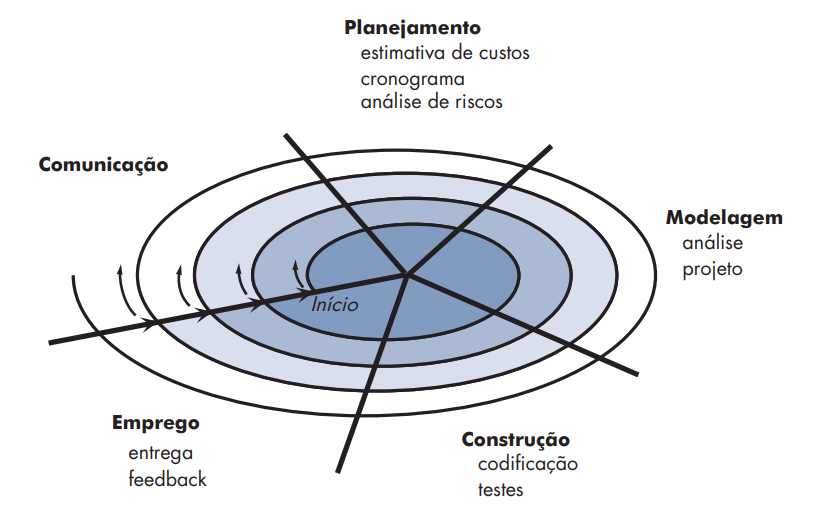 Planejamento
estimativa de custos
cronograma
análise de riscos
Comunicação
Modelagem
análise
projeto
Início
Emprego
entrega
feedback
Construção
codificação
testes